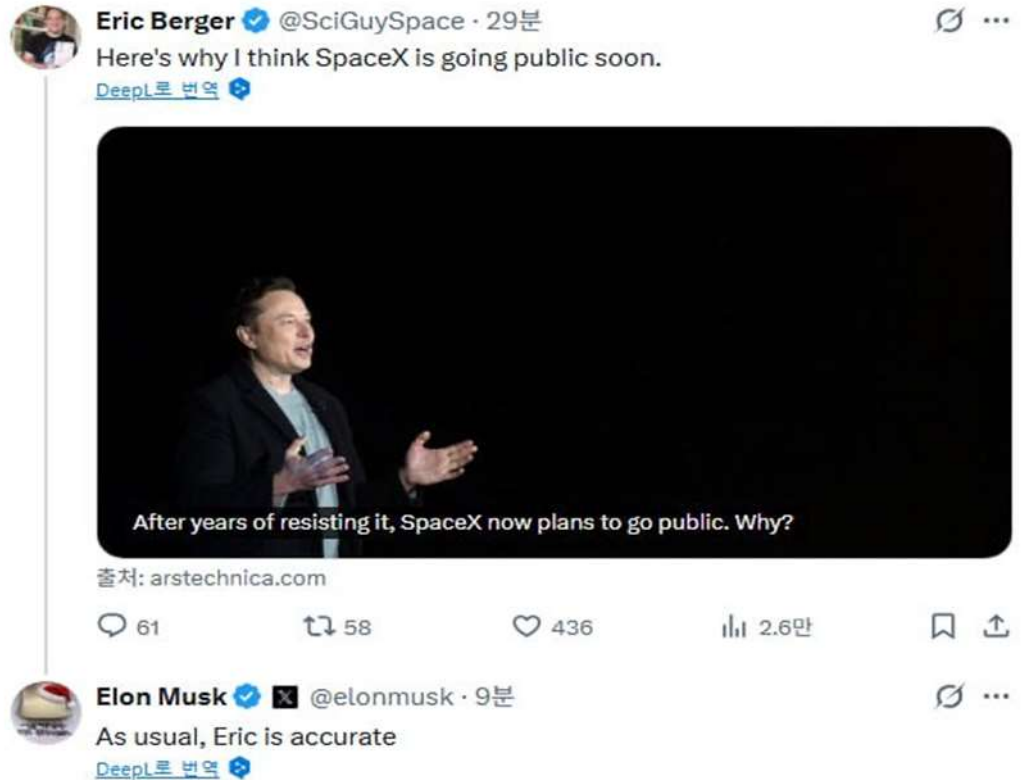 Eric Berger @SciGuySpace · 29분
Here's why I think SpaceX is going public soon.
DeepL로 번역
After years of resisting it, SpaceX now plans to go public. Why?
출처: arstechnica.com
61 58 436 2.6만
Elon Musk @elonmusk · 9분
As usual, Eric is accurate
DeepL로 번역